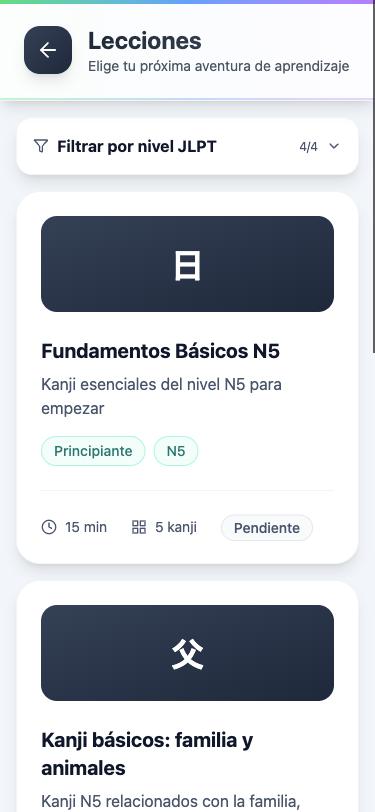 Lecciones
Elige tu próxima aventura de aprendizaje
Filtrar por nivel JLPT 4/4
日
Fundamentos Básicos N5
Kanji esenciales del nivel N5 para
empezar
Principiante N5
15 min 5 kanji Pendiente
父
Kanji básicos: familia y
animales
Kanji N5 relacionados con la familia,